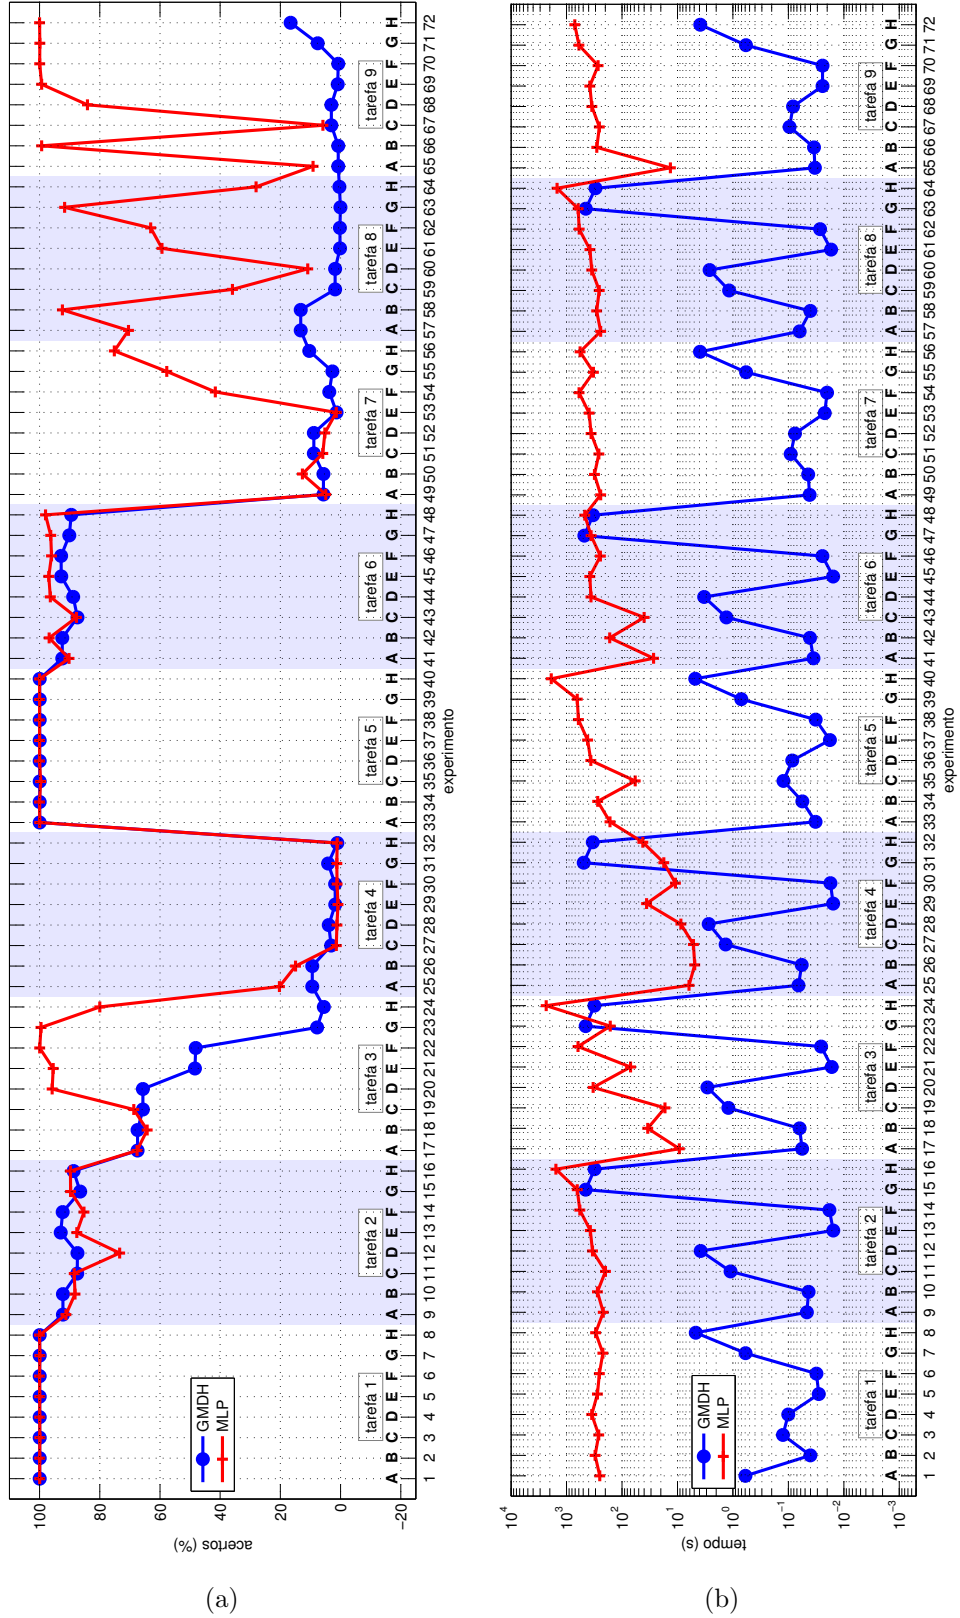 100
80
60
40
20
0
−20
acertos (%)
GMDH
MLP
tarefa 1
tarefa 2
tarefa 3
tarefa 4
tarefa 5
tarefa 6
tarefa 7
tarefa 8
tarefa 9
A B C D E F G H A B C D E F G H A B C D E F G H A B C D E F G H A B C D E F G H A B C D E F G H A B C D E F G H A B C D E F G H A B C D E F G H
1 2 3 4 5 6 7 8 9 10 11 12 13 14 15 16 17 18 19 20 21 22 23 24 25 26 27 28 29 30 31 32 33 34 35 36 37 38 39 40 41 42 43 44 45 46 47 48 49 50 51 52 53 54 55 56 57 58 59 60 61 62 63 64 65 66 67 68 69 70 71 72
experimento
(a)
10⁴
10³
10²
10¹
10⁰
10⁻¹
10⁻²
10⁻³
tempo (s)
GMDH
MLP
tarefa 1
tarefa 2
tarefa 3
tarefa 4
tarefa 5
tarefa 6
tarefa 7
tarefa 8
tarefa 9
A B C D E F G H A B C D E F G H A B C D E F G H A B C D E F G H A B C D E F G H A B C D E F G H A B C D E F G H A B C D E F G H A B C D E F G H
1 2 3 4 5 6 7 8 9 10 11 12 13 14 15 16 17 18 19 20 21 22 23 24 25 26 27 28 29 30 31 32 33 34 35 36 37 38 39 40 41 42 43 44 45 46 47 48 49 50 51 52 53 54 55 56 57 58 59 60 61 62 63 64 65 66 67 68 69 70 71 72
experimento
(b)